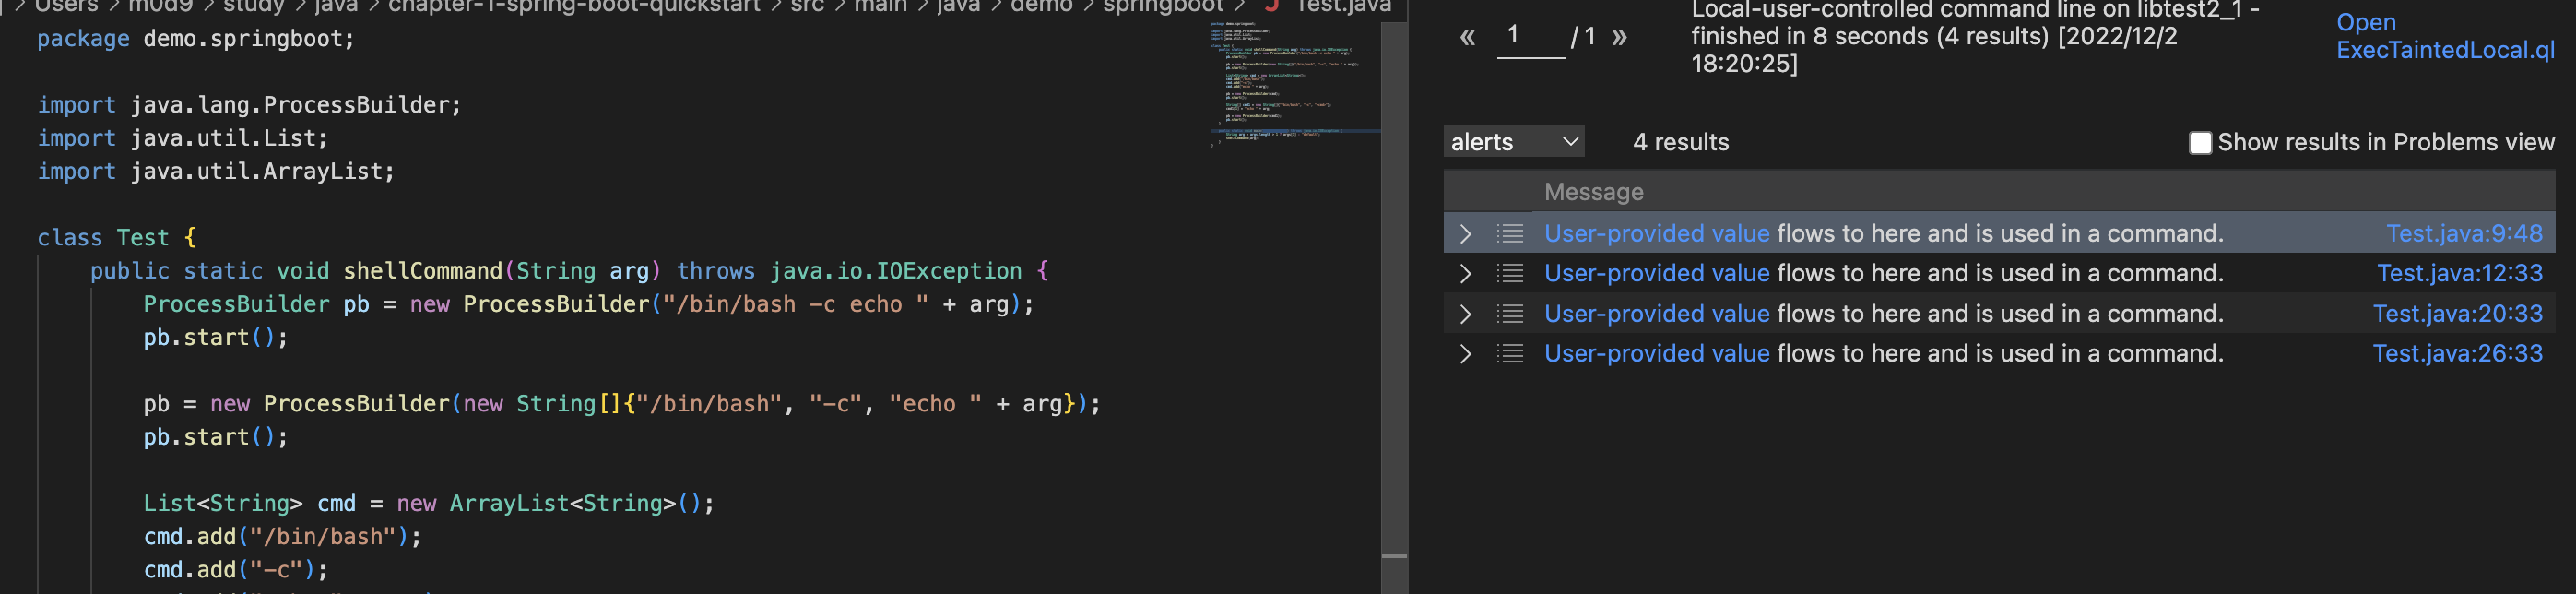 > Users > m0d9 > study > java > chapter-1-spring-boot-quickstart > src > main > java > demo > springboot > J Test.java
package demo.springboot;
import java.lang.ProcessBuilder;
import java.util.List;
import java.util.ArrayList;
class Test {
public static void shellCommand(String arg) throws java.io.IOException {
ProcessBuilder pb = new ProcessBuilder("/bin/bash -c echo " + arg);
pb.start();
pb = new ProcessBuilder(new String[]{"/bin/bash", "-c", "echo " + arg});
pb.start();
List<String> cmd = new ArrayList<String>();
cmd.add("/bin/bash");
cmd.add("-c");
« 1 / 1 »
Local-user-controlled command line on libtest2_1 -
finished in 8 seconds (4 results) [2022/12/2
18:20:25]
Open
ExecTaintedLocal.ql
alerts 4 results Show results in Problems view
Message
User-provided value flows to here and is used in a command. Test.java:9:48
User-provided value flows to here and is used in a command. Test.java:12:33
User-provided value flows to here and is used in a command. Test.java:20:33
User-provided value flows to here and is used in a command. Test.java:26:33